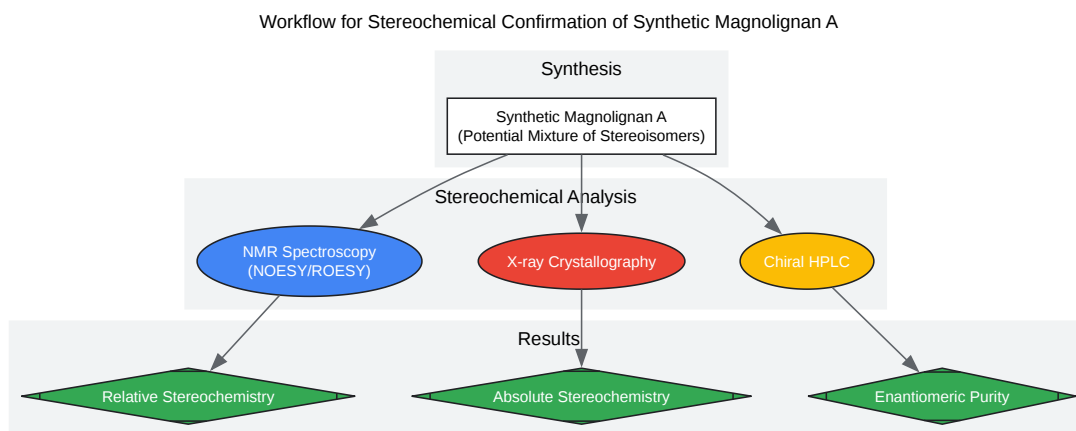 Workflow for Stereochemical Confirmation of Synthetic Magnolignan A
Synthesis
Synthetic Magnolignan A
(Potential Mixture of Stereoisomers)
Stereochemical Analysis
NMR Spectroscopy
(NOESY/ROESY)
X-ray Crystallography
Chiral HPLC
Results
Relative Stereochemistry
Absolute Stereochemistry
Enantiomeric Purity